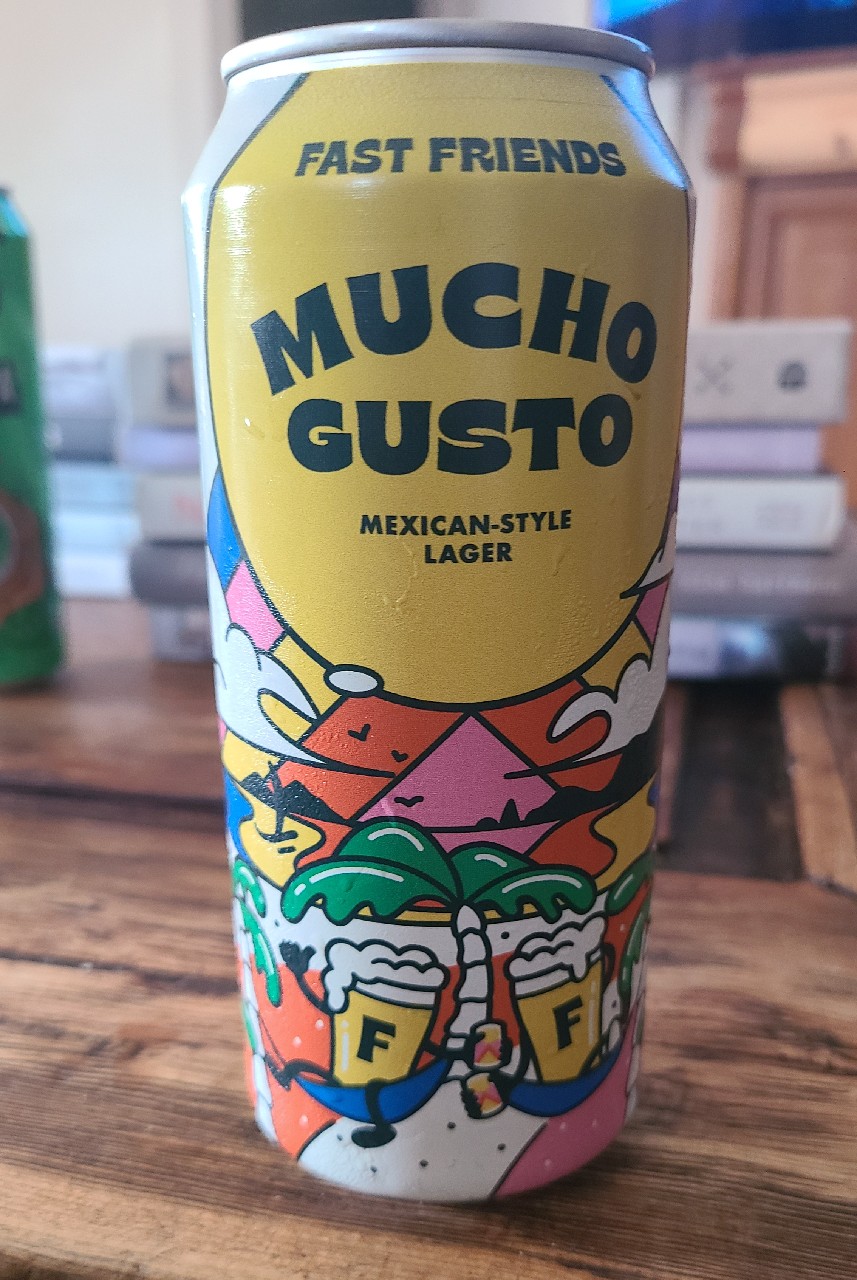 FAST FRIENDS
MUCHO
GUSTO
MEXICAN-STYLE
LAGER
F F